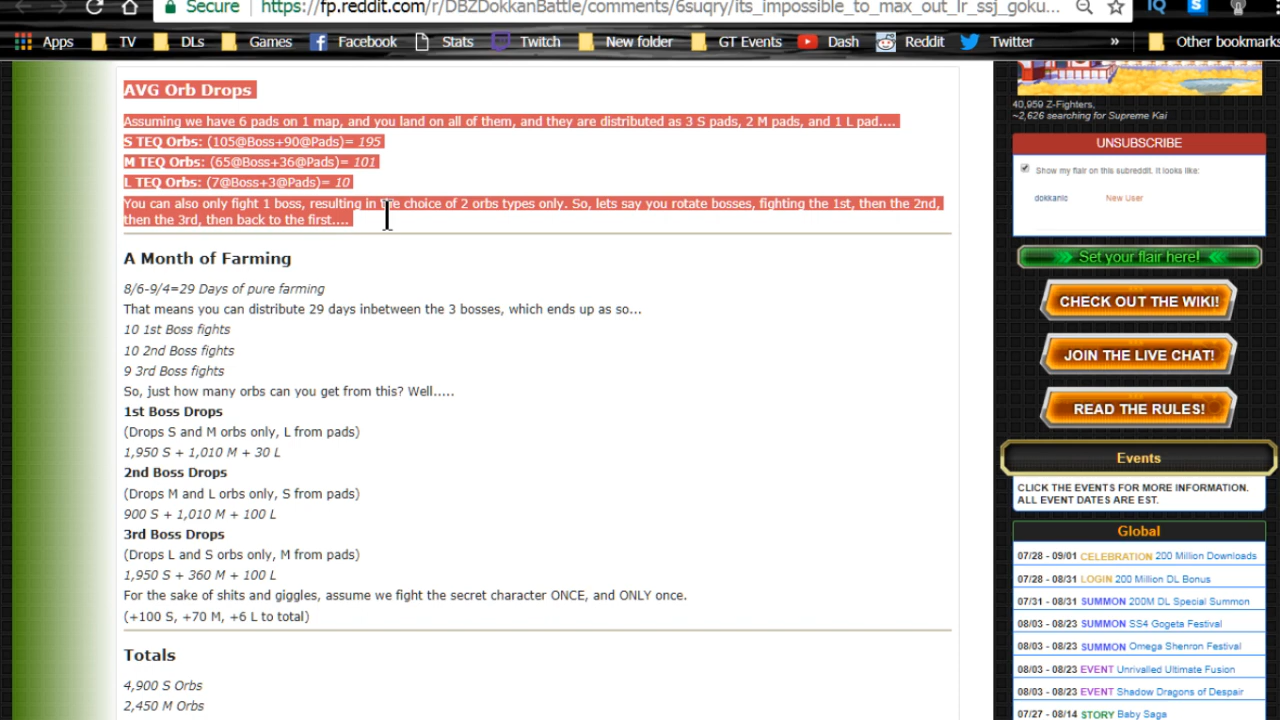 Secure
https://fp.reddit.com/r/DBZDokkanBattle/comments/6suqry/its_impossible_to_max_out_lr_ssj_goku...
IQ
S
Apps
TV
DLs
Games
Facebook
Stats
Twitch
New folder
GT Events
Dash
Reddit
Twitter
»
Other bookmarks
AVG Orb Drops
Assuming we have 6 pads on 1 map, and you land on all of them, and they are distributed as 3 S pads, 2 M pads, and 1 L pad....
S TEQ Orbs: (105@Boss+90@Pads)= 195
M TEQ Orbs: (65@Boss+36@Pads)= 101
L TEQ Orbs: (7@Boss+3@Pads)= 10
You can also only fight 1 boss, resulting in the choice of 2 orbs types only. So, lets say you rotate bosses, fighting the 1st, then the 2nd,
then the 3rd, then back to the first....
A Month of Farming
8/6-9/4=29 Days of pure farming
That means you can distribute 29 days inbetween the 3 bosses, which ends up as so...
10 1st Boss fights
10 2nd Boss fights
9 3rd Boss fights
So, just how many orbs can you get from this? Well.....
1st Boss Drops
(Drops S and M orbs only, L from pads)
1,950 S + 1,010 M + 30 L
2nd Boss Drops
(Drops M and L orbs only, S from pads)
900 S + 1,010 M + 100 L
3rd Boss Drops
(Drops L and S orbs only, M from pads)
1,950 S + 360 M + 100 L
For the sake of shits and giggles, assume we fight the secret character ONCE, and ONLY once.
(+100 S, +70 M, +6 L to total)
Totals
4,900 S Orbs
2,450 M Orbs
40,959 Z-Fighters,
~2,626 searching for Supreme Kai
UNSUBSCRIBE
Show my flair on this subreddit. It looks like:
dokkanic New User
Set your flair here!
CHECK OUT THE WIKI!
JOIN THE LIVE CHAT!
READ THE RULES!
Events
CLICK THE EVENTS FOR MORE INFORMATION.
ALL EVENT DATES ARE EST.
Global
07/28 - 09/01 CELEBRATION 200 Million Downloads
07/28 - 08/31 LOGIN 200 Million DL Bonus
07/31 - 08/31 SUMMON 200M DL Special Summon
08/03 - 08/23 SUMMON SS4 Gogeta Festival
08/03 - 08/23 SUMMON Omega Shenron Festival
08/03 - 08/23 EVENT Unrivalled Ultimate Fusion
08/03 - 08/23 EVENT Shadow Dragons of Despair
07/27 - 08/14 STORY Baby Saga